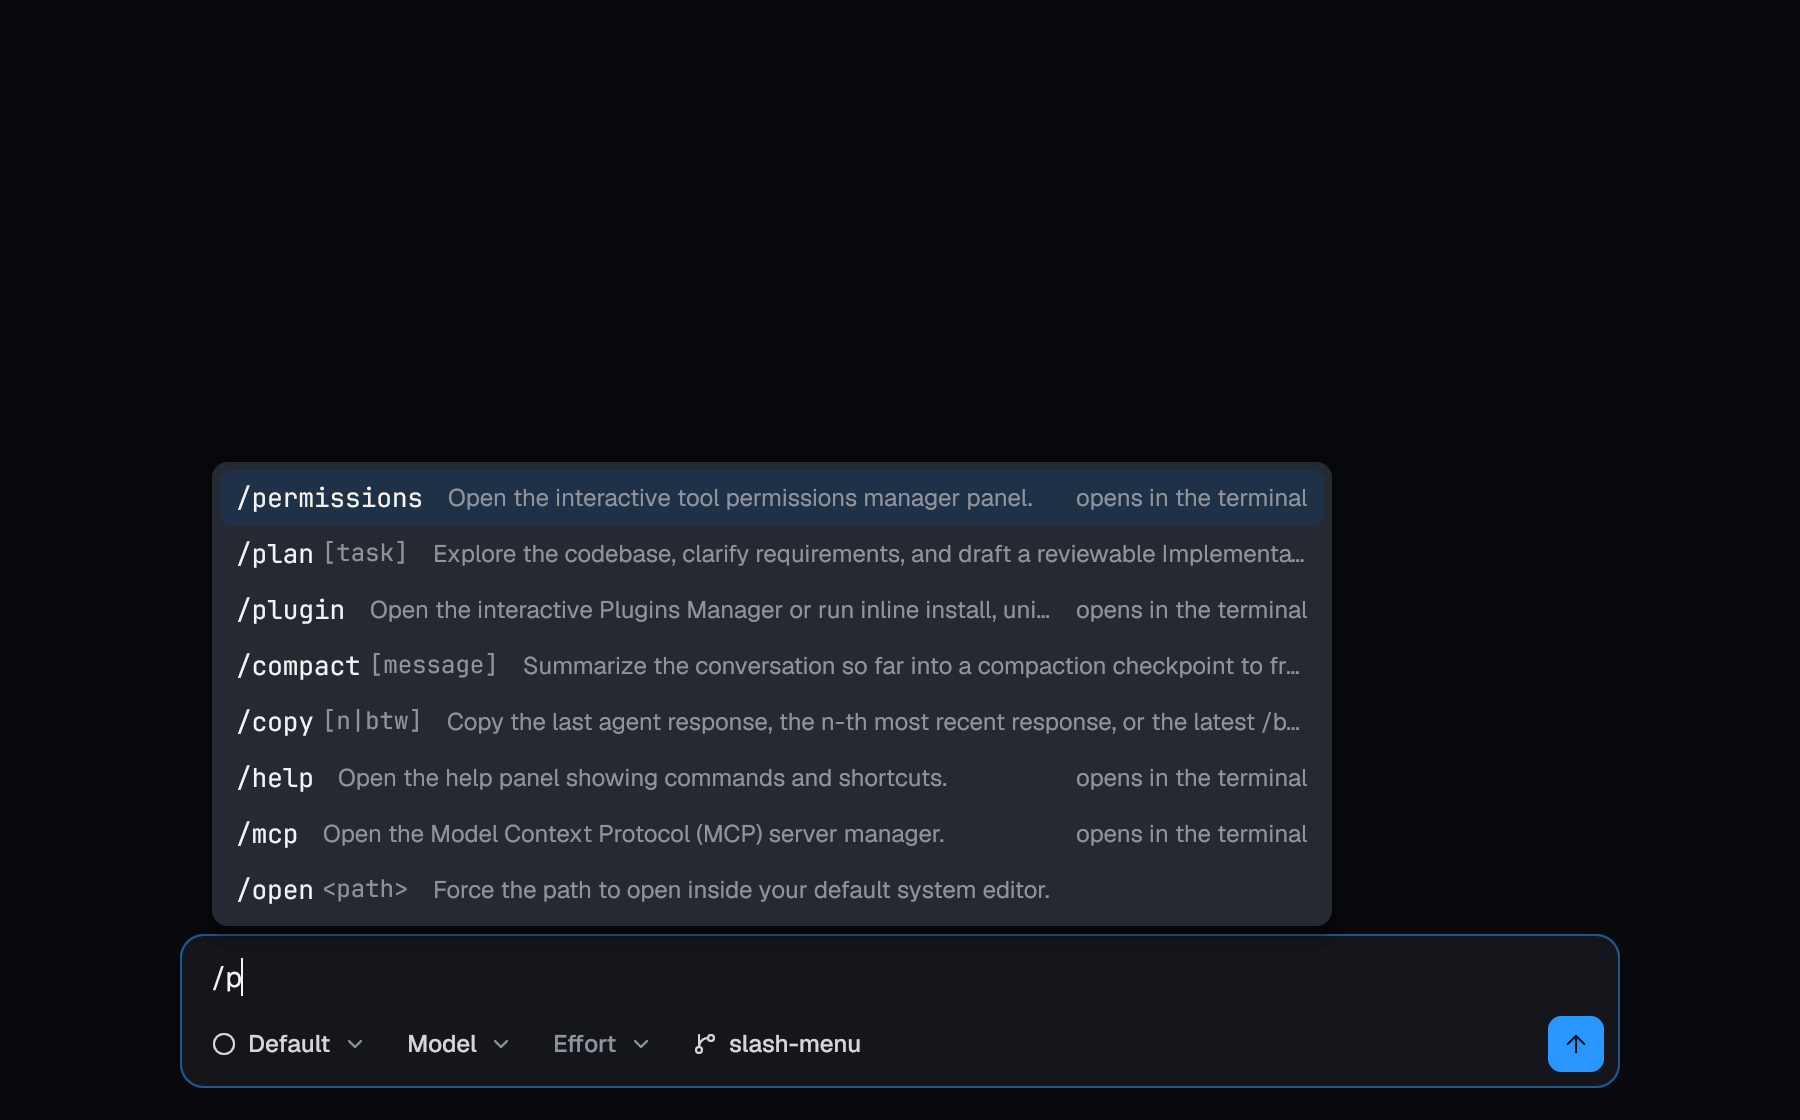 /permissions Open the interactive tool permissions manager panel. opens in the terminal
/plan [task] Explore the codebase, clarify requirements, and draft a reviewable Implementa...
/plugin Open the interactive Plugins Manager or run inline install, uni... opens in the terminal
/compact [message] Summarize the conversation so far into a compaction checkpoint to fr...
/copy [n|btw] Copy the last agent response, the n-th most recent response, or the latest /b...
/help Open the help panel showing commands and shortcuts. opens in the terminal
/mcp Open the Model Context Protocol (MCP) server manager. opens in the terminal
/open <path> Force the path to open inside your default system editor.
/p
Default Model Effort slash-menu